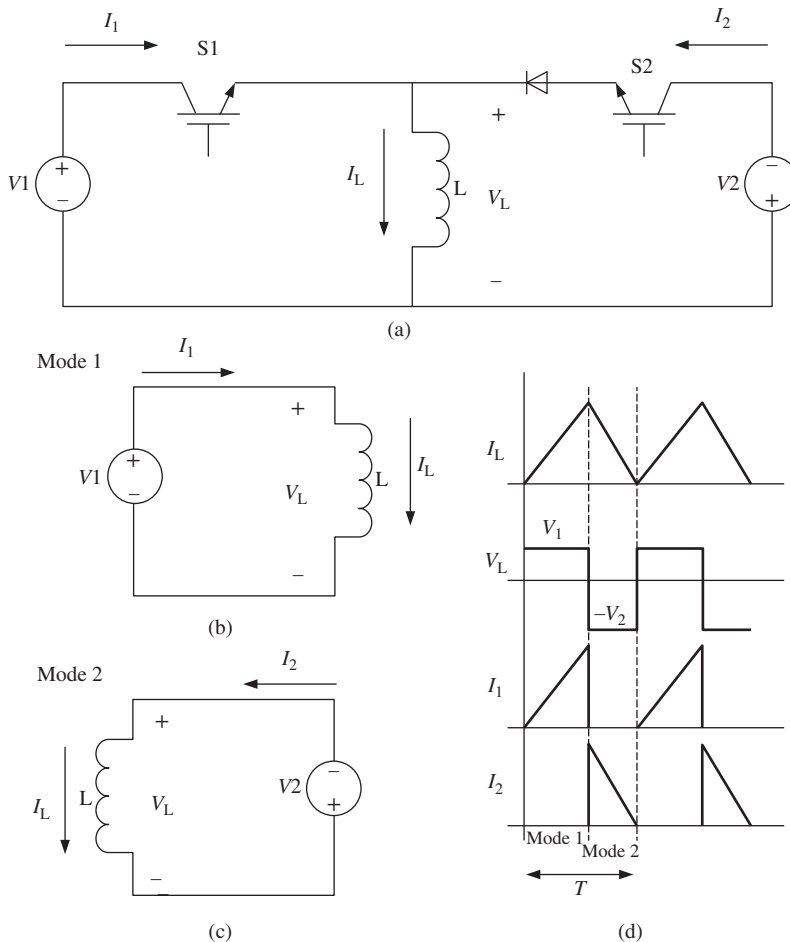 I1
I2
S1
S2
+
+
−
V1
IL
L
VL
−
+
V2
−
(a)
Mode 1
I1
+
+
−
V1
VL
L
IL
−
(b)
Mode 2
I2
+
−
+
V2
IL
L
VL
−
−
(c)
IL
V1
VL
−V2
I1
I2
Mode 1
Mode 2
T
(d)